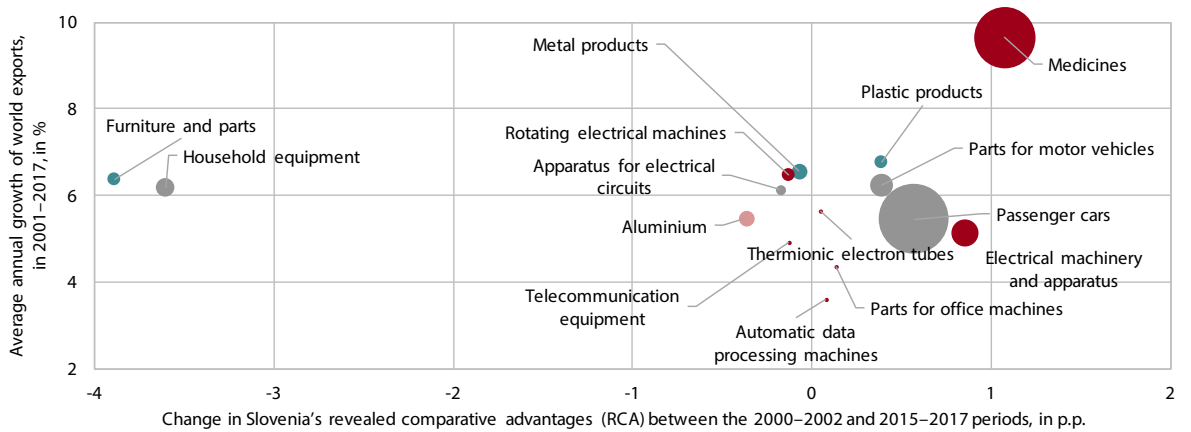 Average annual growth of world exports,
in 2001–2017, in %
10
8
6
4
2
-4
-3
-2
-1
0
1
2
Metal products
Medicines
Plastic products
Furniture and parts
Rotating electrical machines
Household equipment
Parts for motor vehicles
Apparatus for electrical
circuits
Passenger cars
Aluminium
Thermionic electron tubes
Electrical machinery
and apparatus
Telecommunication
equipment
Parts for office machines
Automatic data
processing machines
Change in Slovenia's revealed comparative advantages (RCA) between the 2000–2002 and 2015–2017 periods, in p.p.